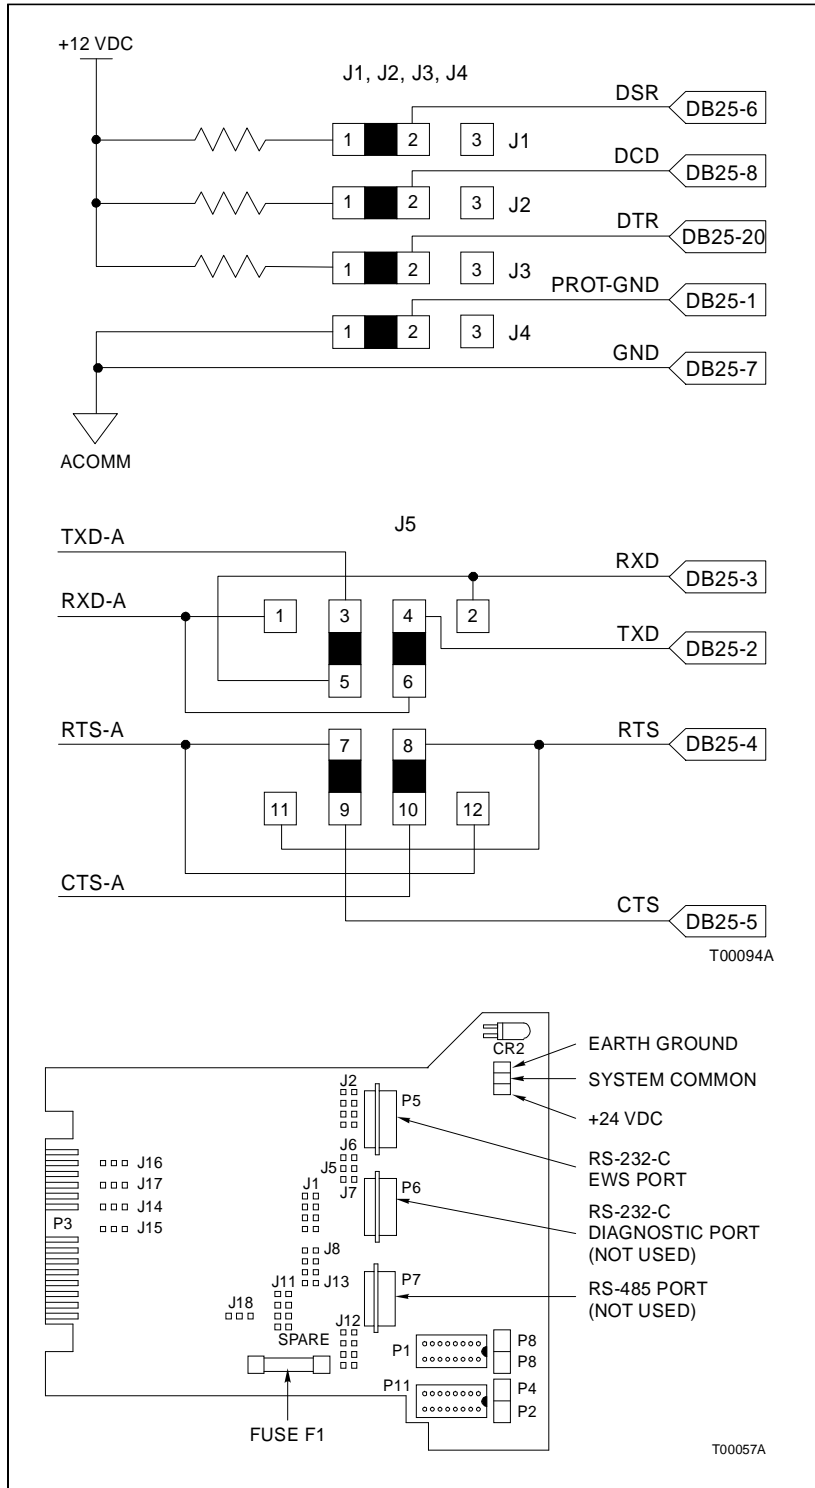 +12 VDC
J1, J2, J3, J4
DSR
DB25-6
1 2 3 J1
DCD
DB25-8
1 2 3 J2
DTR
DB25-20
1 2 3 J3
PROT-GND
DB25-1
1 2 3 J4
GND
DB25-7
ACOMM
J5
TXD-A
RXD
DB25-3
RXD-A
1 3 4 2
TXD
DB25-2
5 6
RTS-A
7 8
RTS
DB25-4
11 9 10 12
CTS-A
CTS
DB25-5
T00094A
CR2
EARTH GROUND
SYSTEM COMMON
+24 VDC
J2
P5
RS-232-C
EWS PORT
J6
J5
J7
P6
RS-232-C
DIAGNOSTIC PORT
(NOT USED)
J16
J17
J14
J15
P3
J1
J8
J13
P7
RS-485 PORT
(NOT USED)
J11
J18
J12
SPARE
P1
P8
P8
P11
P4
P2
FUSE F1
T00057A